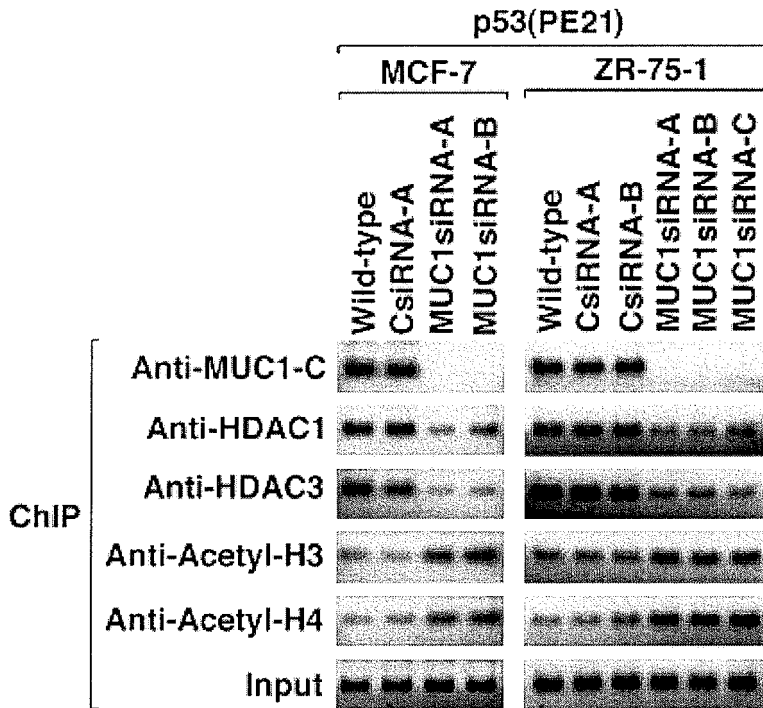 p53(PE21)
MCF-7 ZR-75-1
Wild-type
CsiRNA-A
MUC1siRNA-A
MUC1siRNA-B
Wild-type
CsiRNA-A
CsiRNA-B
MUC1siRNA-A
MUC1siRNA-B
MUC1siRNA-C
ChIP
Anti-MUC1-C
Anti-HDAC1
Anti-HDAC3
Anti-Acetyl-H3
Anti-Acetyl-H4
Input